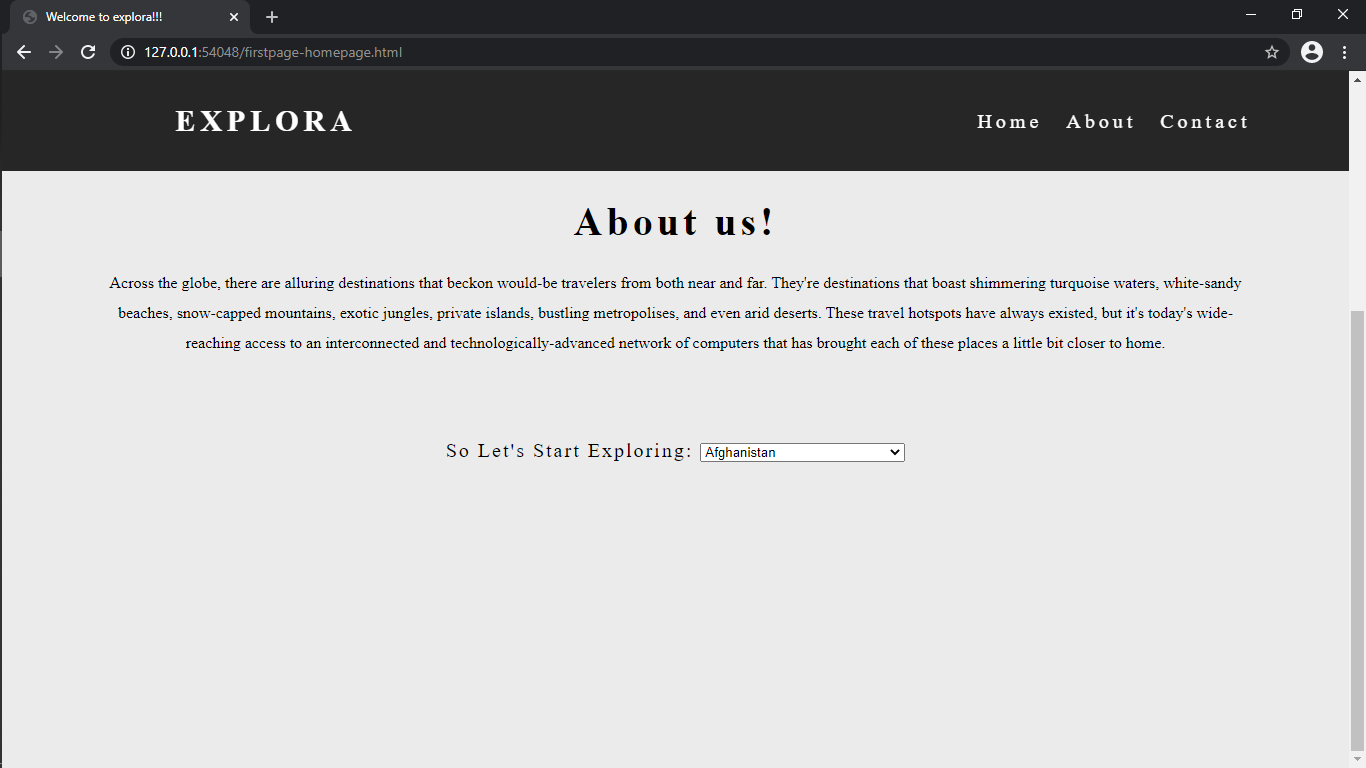 Welcome to explora!!!
127.0.0.1:54048/firstpage-homepage.html
EXPLORA
Home About Contact
About us!
Across the globe, there are alluring destinations that beckon would-be travelers from both near and far. They're destinations that boast shimmering turquoise waters, white-sandy
beaches, snow-capped mountains, exotic jungles, private islands, bustling metropolises, and even arid deserts. These travel hotspots have always existed, but it's today's wide-
reaching access to an interconnected and technologically-advanced network of computers that has brought each of these places a little bit closer to home.
So Let's Start Exploring: Afghanistan